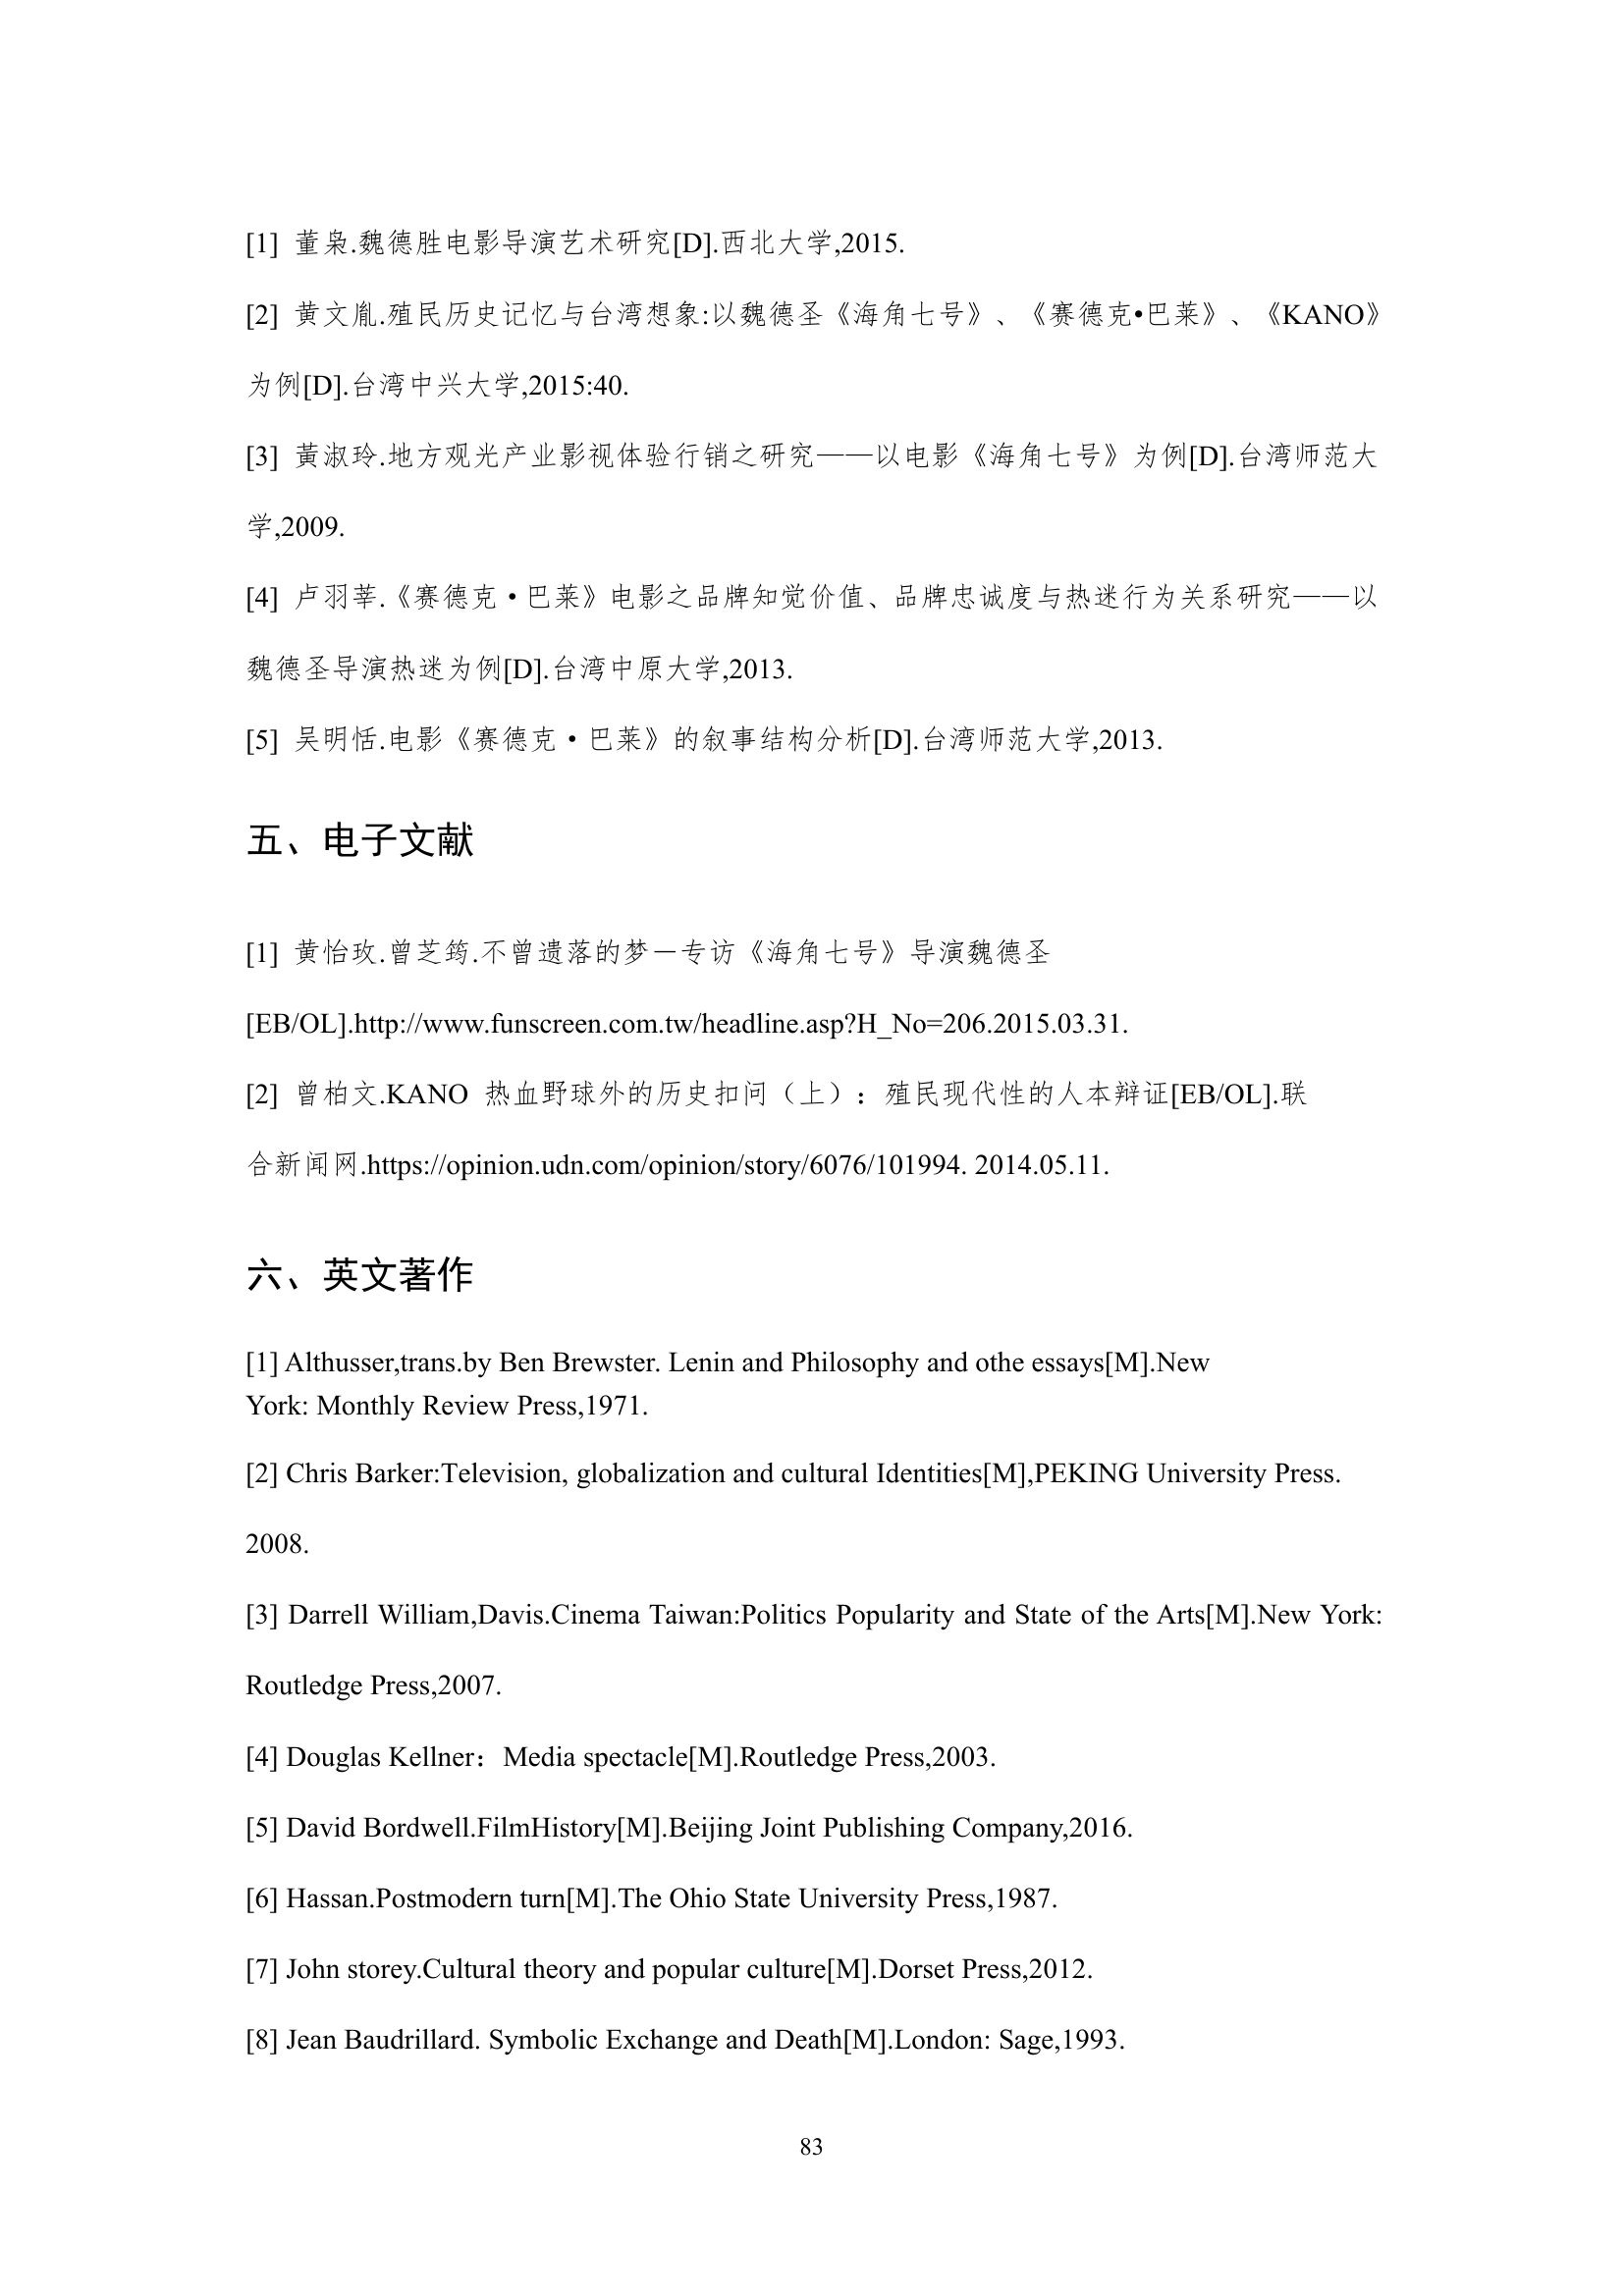 [1] 董枭.魏德胜电影导演艺术研究[D].西北大学,2015.
[2] 黄文胤.殖民历史记忆与台湾想象:以魏德圣《海角七号》、《赛德克•巴莱》、《KANO》
为例[D].台湾中兴大学,2015:40.
[3] 黃淑玲.地方观光产业影视体验行销之研究——以电影《海角七号》为例[D].台湾师范大
学,2009.
[4] 卢羽莘.《赛德克·巴莱》电影之品牌知觉价值、品牌忠诚度与热迷行为关系研究——以
魏德圣导演热迷为例[D].台湾中原大学,2013.
[5] 吴明恬.电影《赛德克·巴莱》的叙事结构分析[D].台湾师范大学,2013.
五、电子文献
[1] 黄怡玫.曾芝筠.不曾遗落的梦－专访《海角七号》导演魏德圣
[EB/OL].http://www.funscreen.com.tw/headline.asp?H_No=206.2015.03.31.
[2] 曾柏文.KANO 热血野球外的历史扣问（上）：殖民现代性的人本辩证[EB/OL].联
合新闻网.https://opinion.udn.com/opinion/story/6076/101994. 2014.05.11.
六、英文著作
[1] Althusser,trans.by Ben Brewster. Lenin and Philosophy and othe essays[M].New
York: Monthly Review Press,1971.
[2] Chris Barker:Television, globalization and cultural Identities[M],PEKING University Press.
2008.
[3] Darrell William,Davis.Cinema Taiwan:Politics Popularity and State of the Arts[M].New York:
Routledge Press,2007.
[4] Douglas Kellner：Media spectacle[M].Routledge Press,2003.
[5] David Bordwell.FilmHistory[M].Beijing Joint Publishing Company,2016.
[6] Hassan.Postmodern turn[M].The Ohio State University Press,1987.
[7] John storey.Cultural theory and popular culture[M].Dorset Press,2012.
[8] Jean Baudrillard. Symbolic Exchange and Death[M].London: Sage,1993.
83